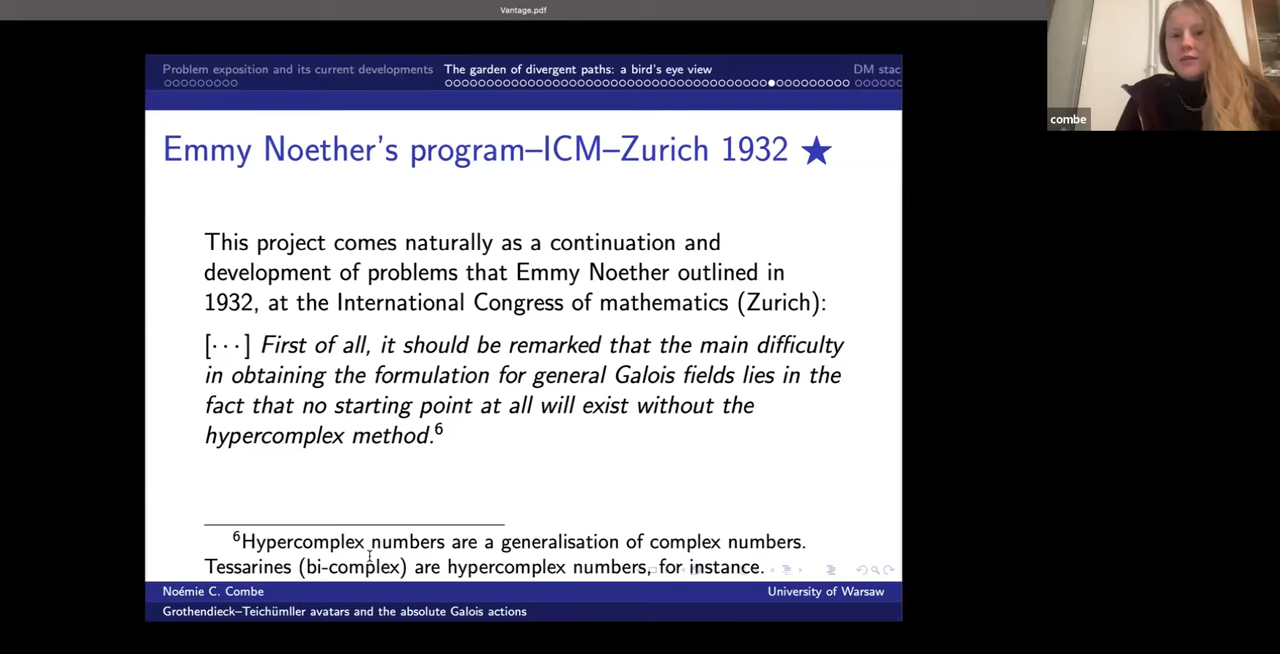 Vantage.pdf
Problem exposition and its current developments The garden of divergent paths: a bird's eye view DM stac
combe
Emmy Noether's program–ICM–Zurich 1932 ★
This project comes naturally as a continuation and
development of problems that Emmy Noether outlined in
1932, at the International Congress of mathematics (Zurich):
[· · ·] First of all, it should be remarked that the main difficulty
in obtaining the formulation for general Galois fields lies in the
fact that no starting point at all will exist without the
hypercomplex method.⁶
⁶Hypercomplex numbers are a generalisation of complex numbers.
Tessarines (bi-complex) are hypercomplex numbers, for instance.
Noémie C. Combe University of Warsaw
Grothendieck–Teichümller avatars and the absolute Galois actions